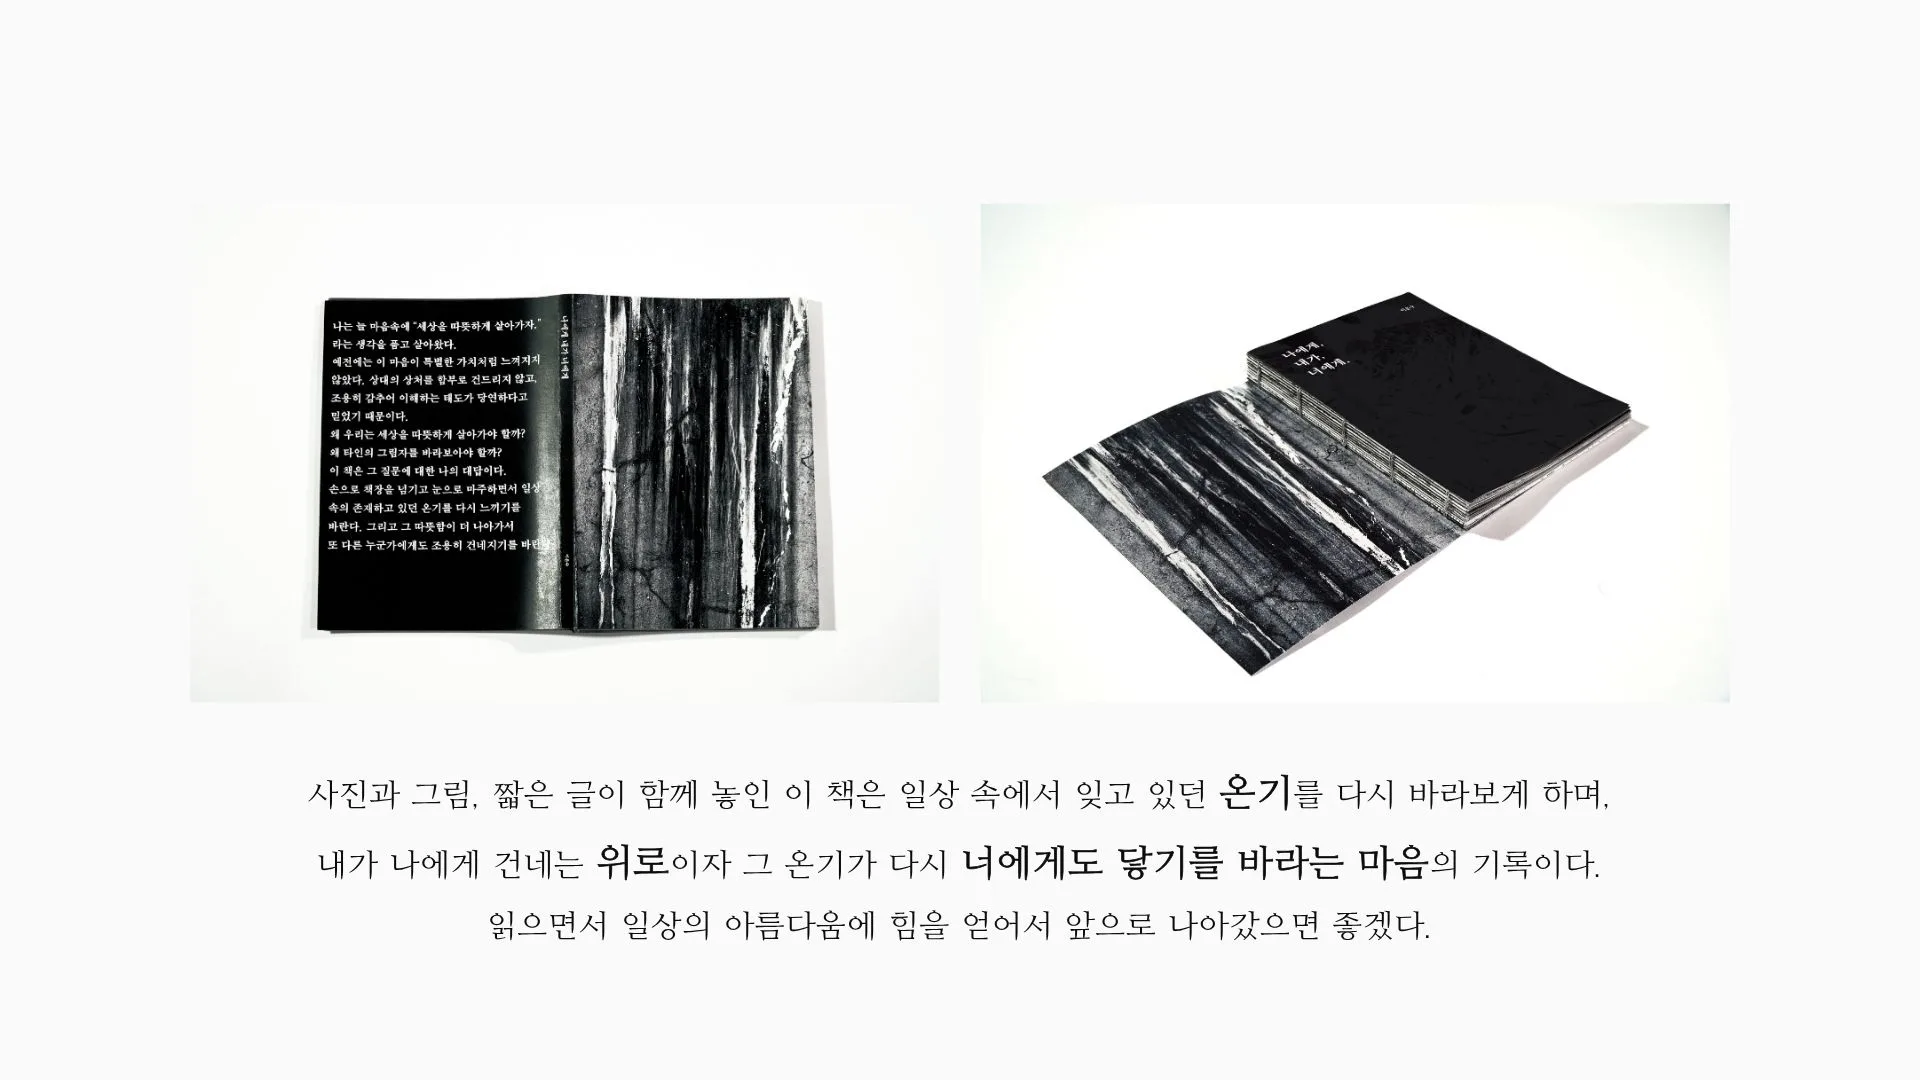 나는 늘 마음속에 “세상을 따뜻하게 살아가자.”
라는 생각을 품고 살아왔다.
예전에는 이 마음이 특별한 가치처럼 느껴지지
않았다. 상대의 상처를 함부로 건드리지 않고,
조용히 감추어 이해하는 태도가 당연하다고
믿었기 때문이다.
왜 우리는 세상을 따뜻하게 살아가야 할까?
왜 타인의 그림자를 바라보아야 할까?
이 책은 그 질문에 대한 나의 대답이다.
손으로 책장을 넘기고 눈으로 마주하면서 일상
속의 존재하고 있던 온기를 다시 느끼기를
바란다. 그리고 그 따뜻함이 더 나아가서
또 다른 누군가에게도 조용히 건네지기를
나에게 내가 너에게
나에게,
내가,
너에게.
사진과 그림, 짧은 글이 함께 놓인 이 책은 일상 속에서 잊고 있던 온기를 다시 바라보게 하며,
내가 나에게 건네는 위로이자 그 온기가 다시 너에게도 닿기를 바라는 마음의 기록이다.
읽으면서 일상의 아름다움에 힘을 얻어서 앞으로 나아갔으면 좋겠다.